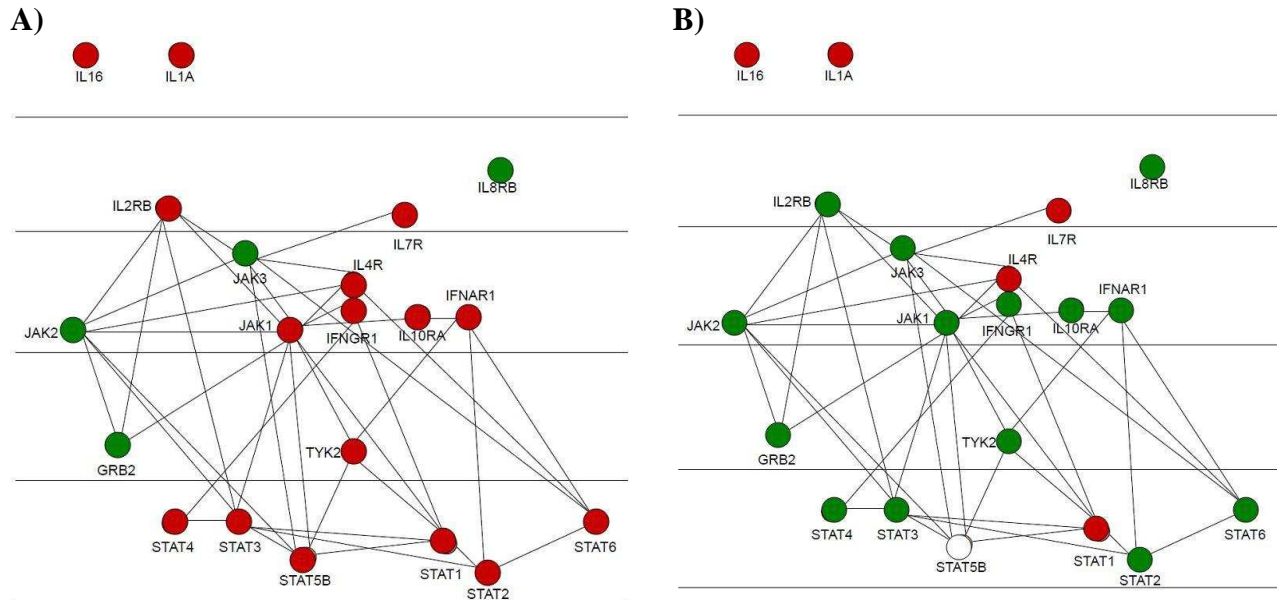 A)
IL16
IL1A
IL8RB
IL2RB
IL7R
JAK3
IL4R
IFNAR1
JAK2
JAK1
IFNGR1
IL10RA
GRB2
TYK2
STAT4
STAT3
STAT5B
STAT1
STAT2
STAT6
B)
IL16
IL1A
IL8RB
IL2RB
IL7R
JAK3
IL4R
IFNAR1
JAK2
JAK1
IFNGR1
IL10RA
GRB2
TYK2
STAT4
STAT3
STAT5B
STAT1
STAT2
STAT6